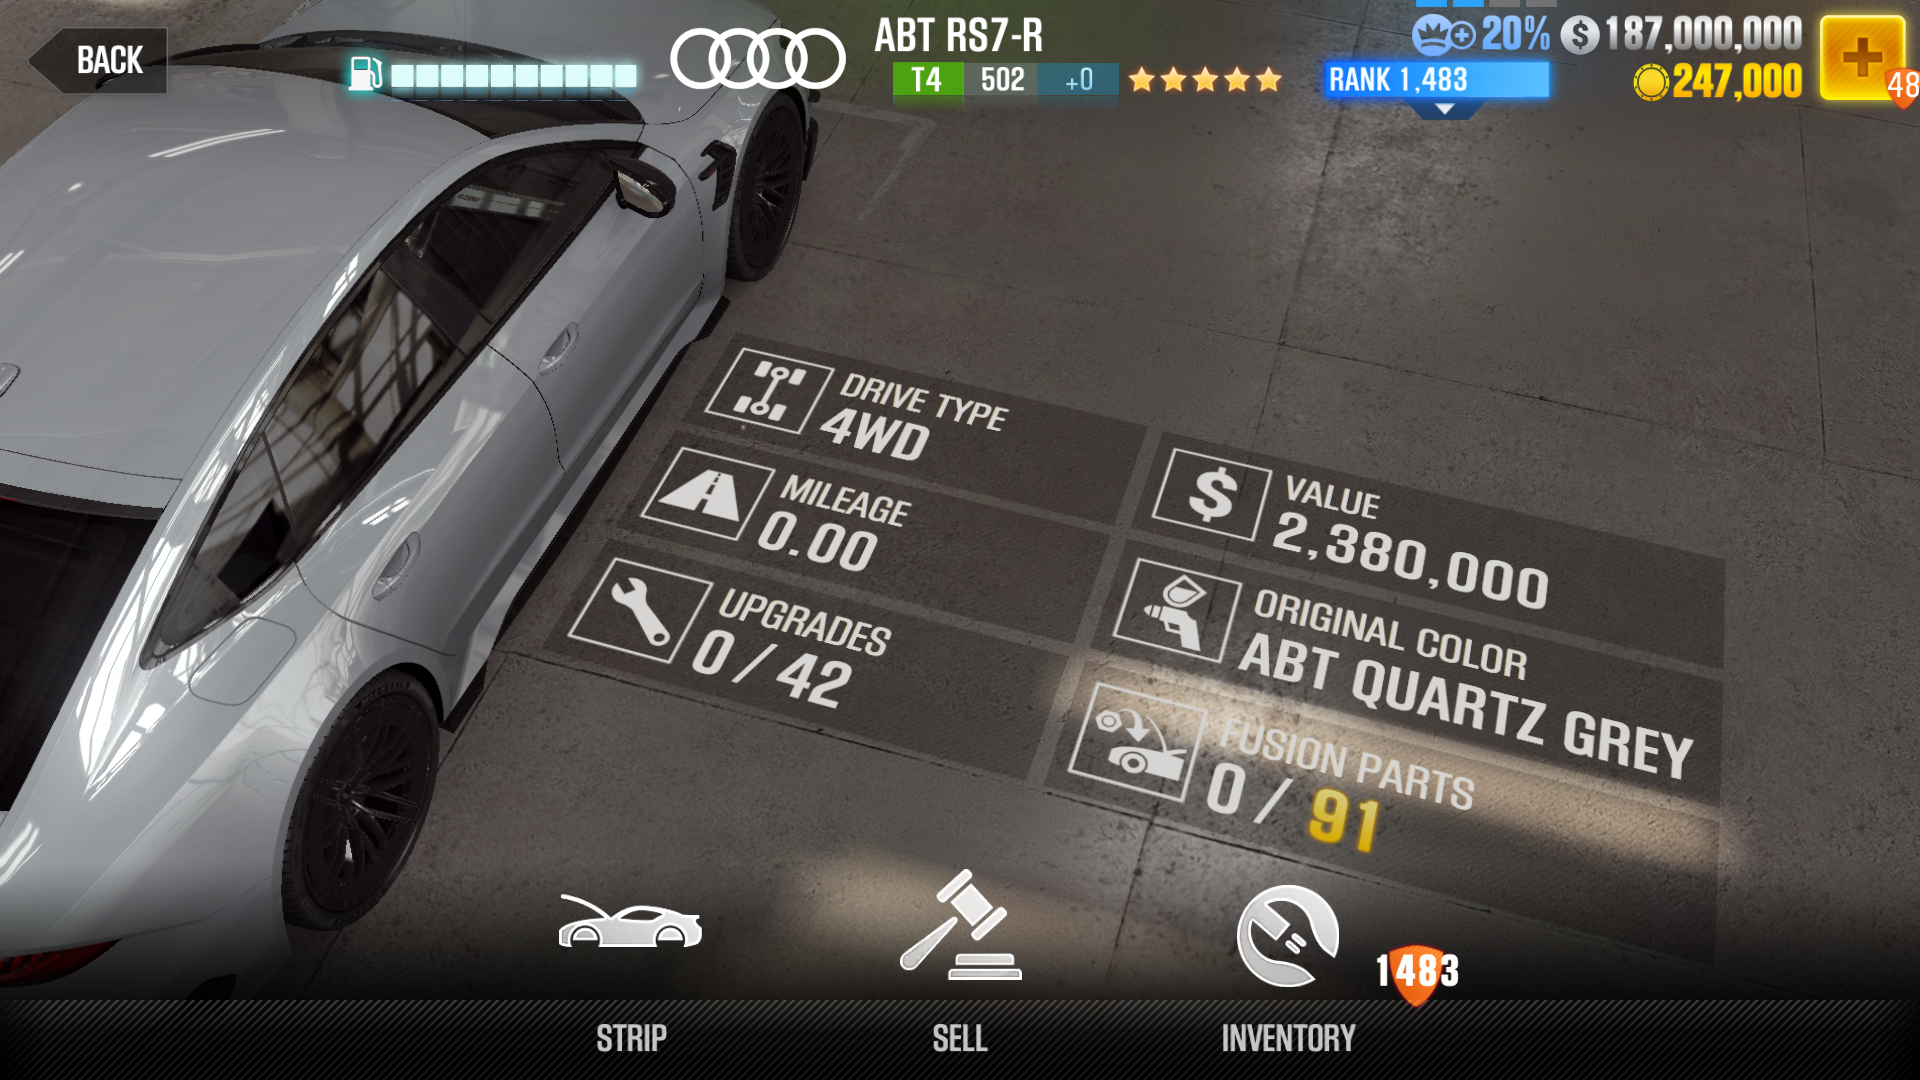 BACK
ABT RS7-R
T4 502 +0
20%
$ 187,000,000
RANK 1,483
247,000
48
DRIVE TYPE
4WD
MILEAGE
0.00
UPGRADES
0/42
$ VALUE
2,380,000
ORIGINAL COLOR
ABT QUARTZ GREY
FUSION PARTS
0/ 91
1483
STRIP
SELL
INVENTORY